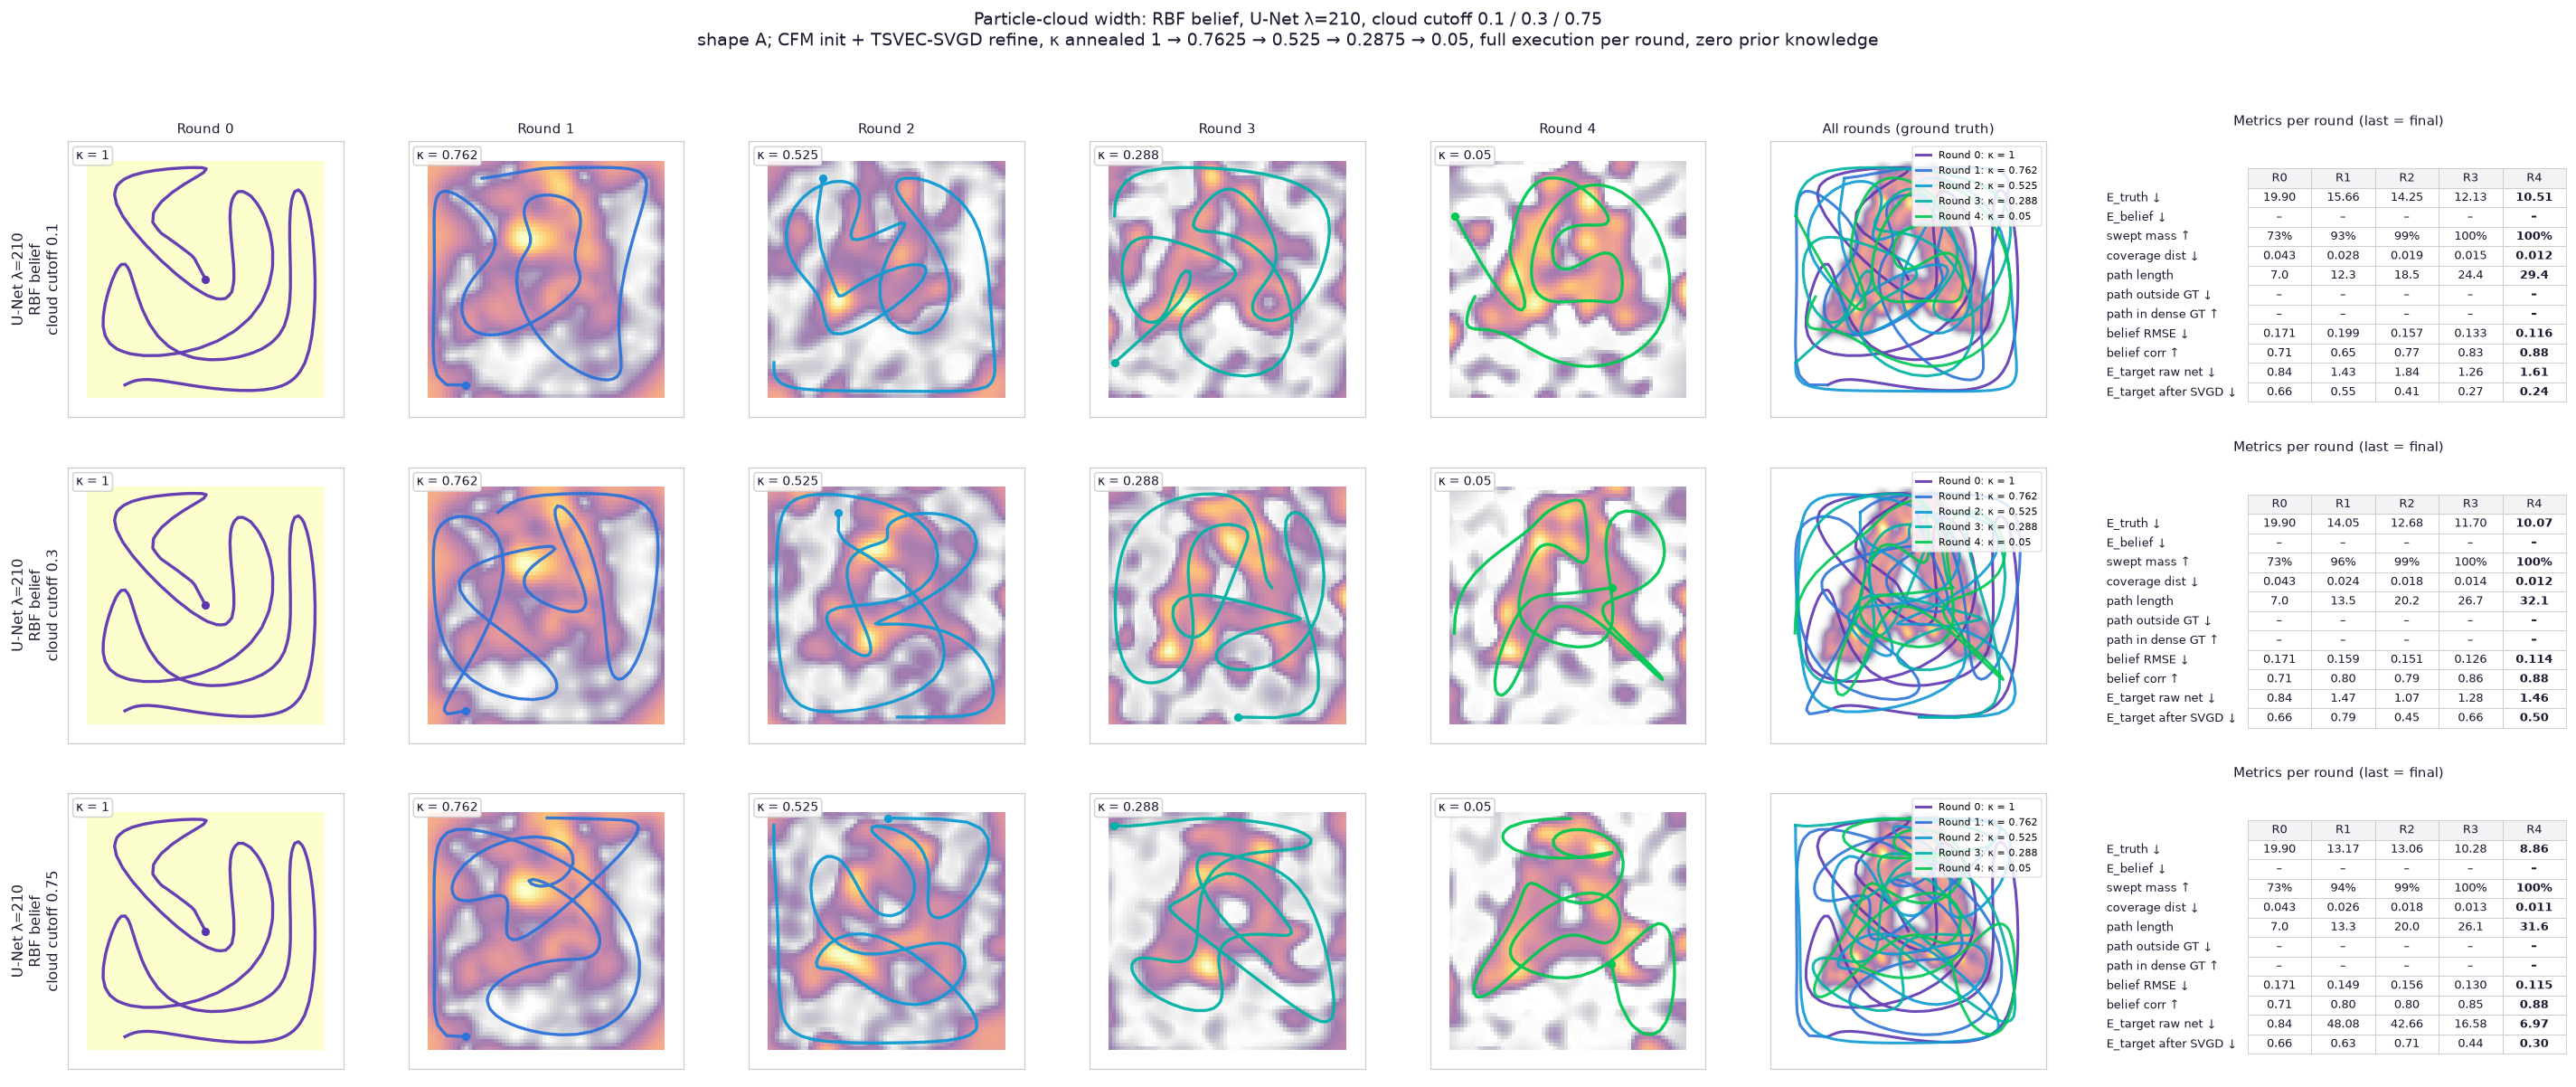 Particle-cloud width: RBF belief, U-Net λ=210, cloud cutoff 0.1 / 0.3 / 0.75
shape A; CFM init + TSVEC-SVGD refine, κ annealed 1 → 0.7625 → 0.525 → 0.2875 → 0.05, full execution per round, zero prior knowledge
Round 0
Round 1
Round 2
Round 3
Round 4
All rounds (ground truth)
Metrics per round (last = final)
U-Net λ=210
RBF belief
cloud cutoff 0.1
κ = 1
κ = 0.762
κ = 0.525
κ = 0.288
κ = 0.05
Round 0: κ = 1
Round 1: κ = 0.762
Round 2: κ = 0.525
Round 3: κ = 0.288
Round 4: κ = 0.05
R0 R1 R2 R3 R4
E_truth ↓ 19.90 15.66 14.25 12.13 10.51
E_belief ↓ – – – – –
swept mass ↑ 73% 93% 99% 100% 100%
coverage dist ↓ 0.043 0.028 0.019 0.015 0.012
path length 7.0 12.3 18.5 24.4 29.4
path outside GT ↓ – – – – –
path in dense GT ↑ – – – – –
belief RMSE ↓ 0.171 0.199 0.157 0.133 0.116
belief corr ↑ 0.71 0.65 0.77 0.83 0.88
E_target raw net ↓ 0.84 1.43 1.84 1.26 1.61
E_target after SVGD ↓ 0.66 0.55 0.41 0.27 0.24
Metrics per round (last = final)
U-Net λ=210
RBF belief
cloud cutoff 0.3
κ = 1
κ = 0.762
κ = 0.525
κ = 0.288
κ = 0.05
Round 0: κ = 1
Round 1: κ = 0.762
Round 2: κ = 0.525
Round 3: κ = 0.288
Round 4: κ = 0.05
R0 R1 R2 R3 R4
E_truth ↓ 19.90 14.05 12.68 11.70 10.07
E_belief ↓ – – – – –
swept mass ↑ 73% 96% 99% 100% 100%
coverage dist ↓ 0.043 0.024 0.018 0.014 0.012
path length 7.0 13.5 20.2 26.7 32.1
path outside GT ↓ – – – – –
path in dense GT ↑ – – – – –
belief RMSE ↓ 0.171 0.159 0.151 0.126 0.114
belief corr ↑ 0.71 0.80 0.79 0.86 0.88
E_target raw net ↓ 0.84 1.47 1.07 1.28 1.46
E_target after SVGD ↓ 0.66 0.79 0.45 0.66 0.50
Metrics per round (last = final)
U-Net λ=210
RBF belief
cloud cutoff 0.75
κ = 1
κ = 0.762
κ = 0.525
κ = 0.288
κ = 0.05
Round 0: κ = 1
Round 1: κ = 0.762
Round 2: κ = 0.525
Round 3: κ = 0.288
Round 4: κ = 0.05
R0 R1 R2 R3 R4
E_truth ↓ 19.90 13.17 13.06 10.28 8.86
E_belief ↓ – – – – –
swept mass ↑ 73% 94% 99% 100% 100%
coverage dist ↓ 0.043 0.026 0.018 0.013 0.011
path length 7.0 13.3 20.0 26.1 31.6
path outside GT ↓ – – – – –
path in dense GT ↑ – – – – –
belief RMSE ↓ 0.171 0.149 0.156 0.130 0.115
belief corr ↑ 0.71 0.80 0.80 0.85 0.88
E_target raw net ↓ 0.84 48.08 42.66 16.58 6.97
E_target after SVGD ↓ 0.66 0.63 0.71 0.44 0.30